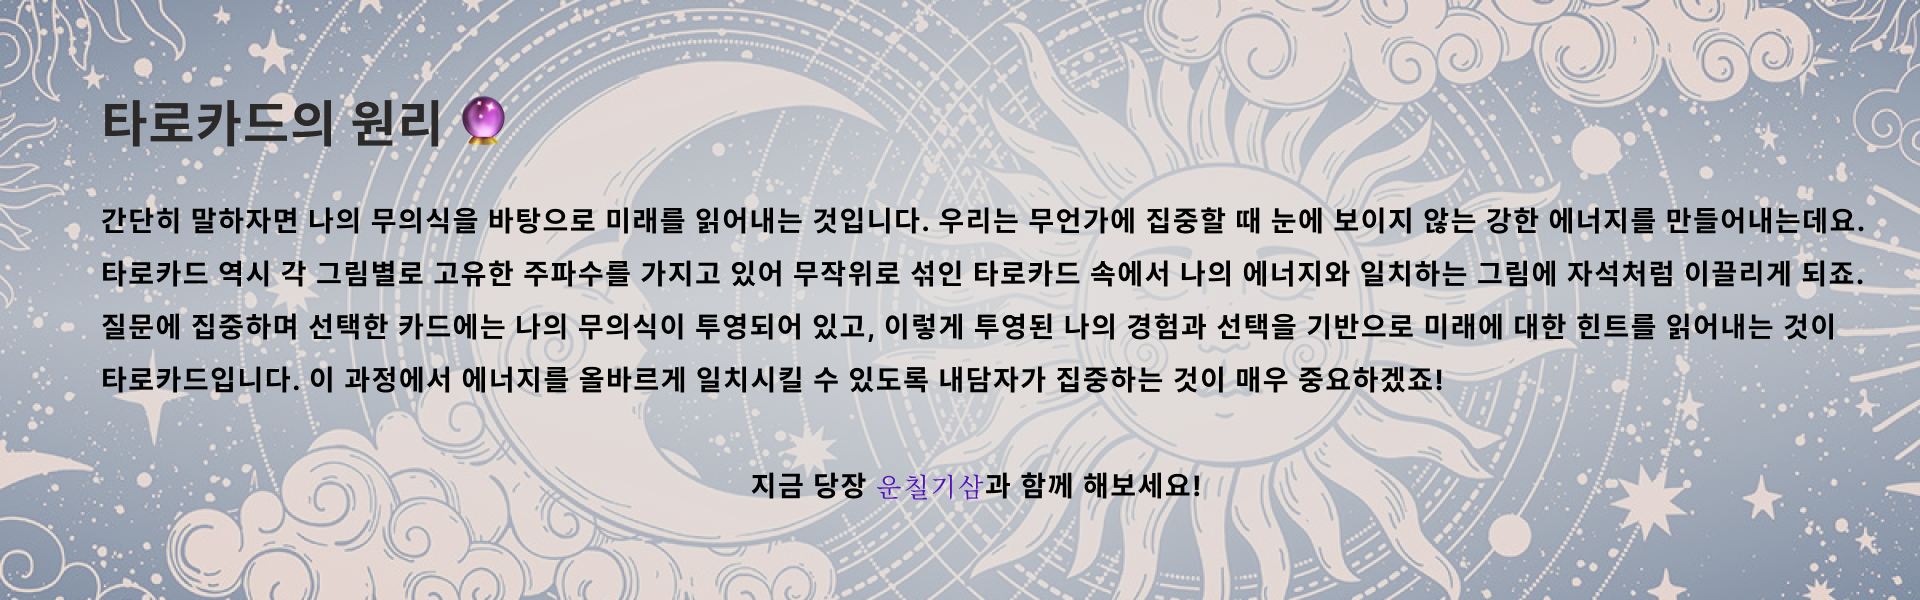 타로카드의 원리 🔮
간단히 말하자면 나의 무의식을 바탕으로 미래를 읽어내는 것입니다. 우리는 무언가에 집중할 때 눈에 보이지 않는 강한 에너지를 만들어내는데요.
타로카드 역시 각 그림별로 고유한 주파수를 가지고 있어 무작위로 섞인 타로카드 속에서 나의 에너지와 일치하는 그림에 자석처럼 이끌리게 되죠.
질문에 집중하며 선택한 카드에는 나의 무의식이 투영되어 있고, 이렇게 투영된 나의 경험과 선택을 기반으로 미래에 대한 힌트를 읽어내는 것이
타로카드입니다. 이 과정에서 에너지를 올바르게 일치시킬 수 있도록 내담자가 집중하는 것이 매우 중요하겠죠!
지금 당장 운칠기삼과 함께 해보세요!